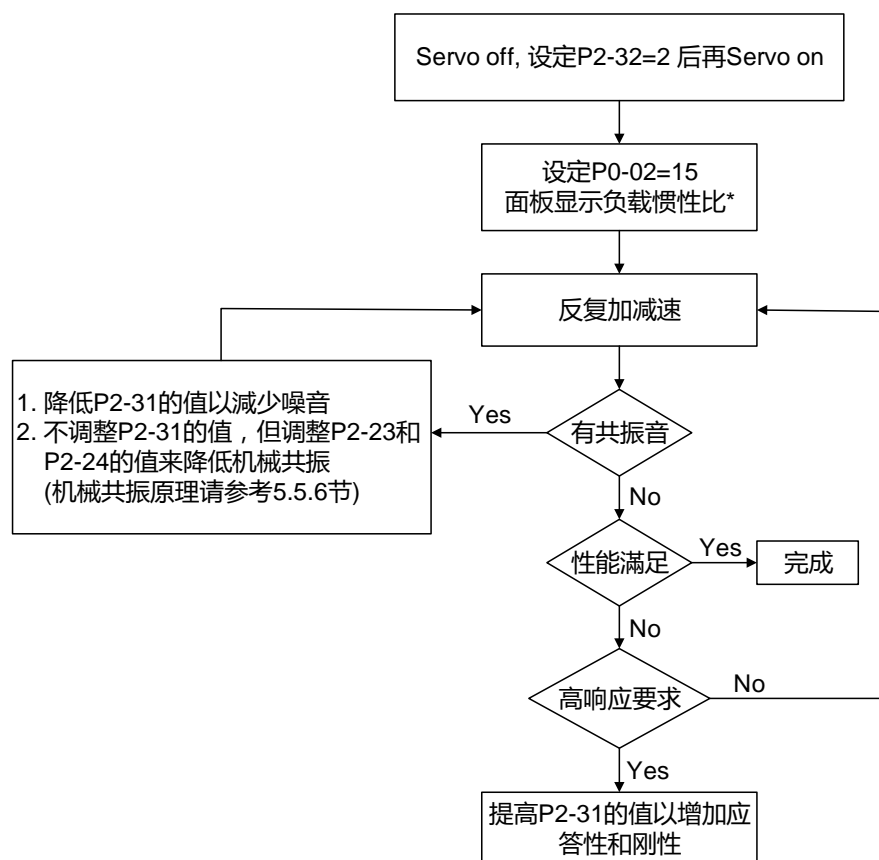 Servo off, 设定P2-32=2 后再Servo on
设定P0-02=15
面板显示负载惯性比*
反复加减速
1. 降低P2-31的值以減少噪音
2. 不调整P2-31的值，但调整P2-23和
P2-24的值来降低机械共振
(机械共振原理请参考5.5.6节)
Yes
有共振音
No
性能滿足
Yes
完成
No
高响应要求
No
Yes
提高P2-31的值以增加应
答性和刚性